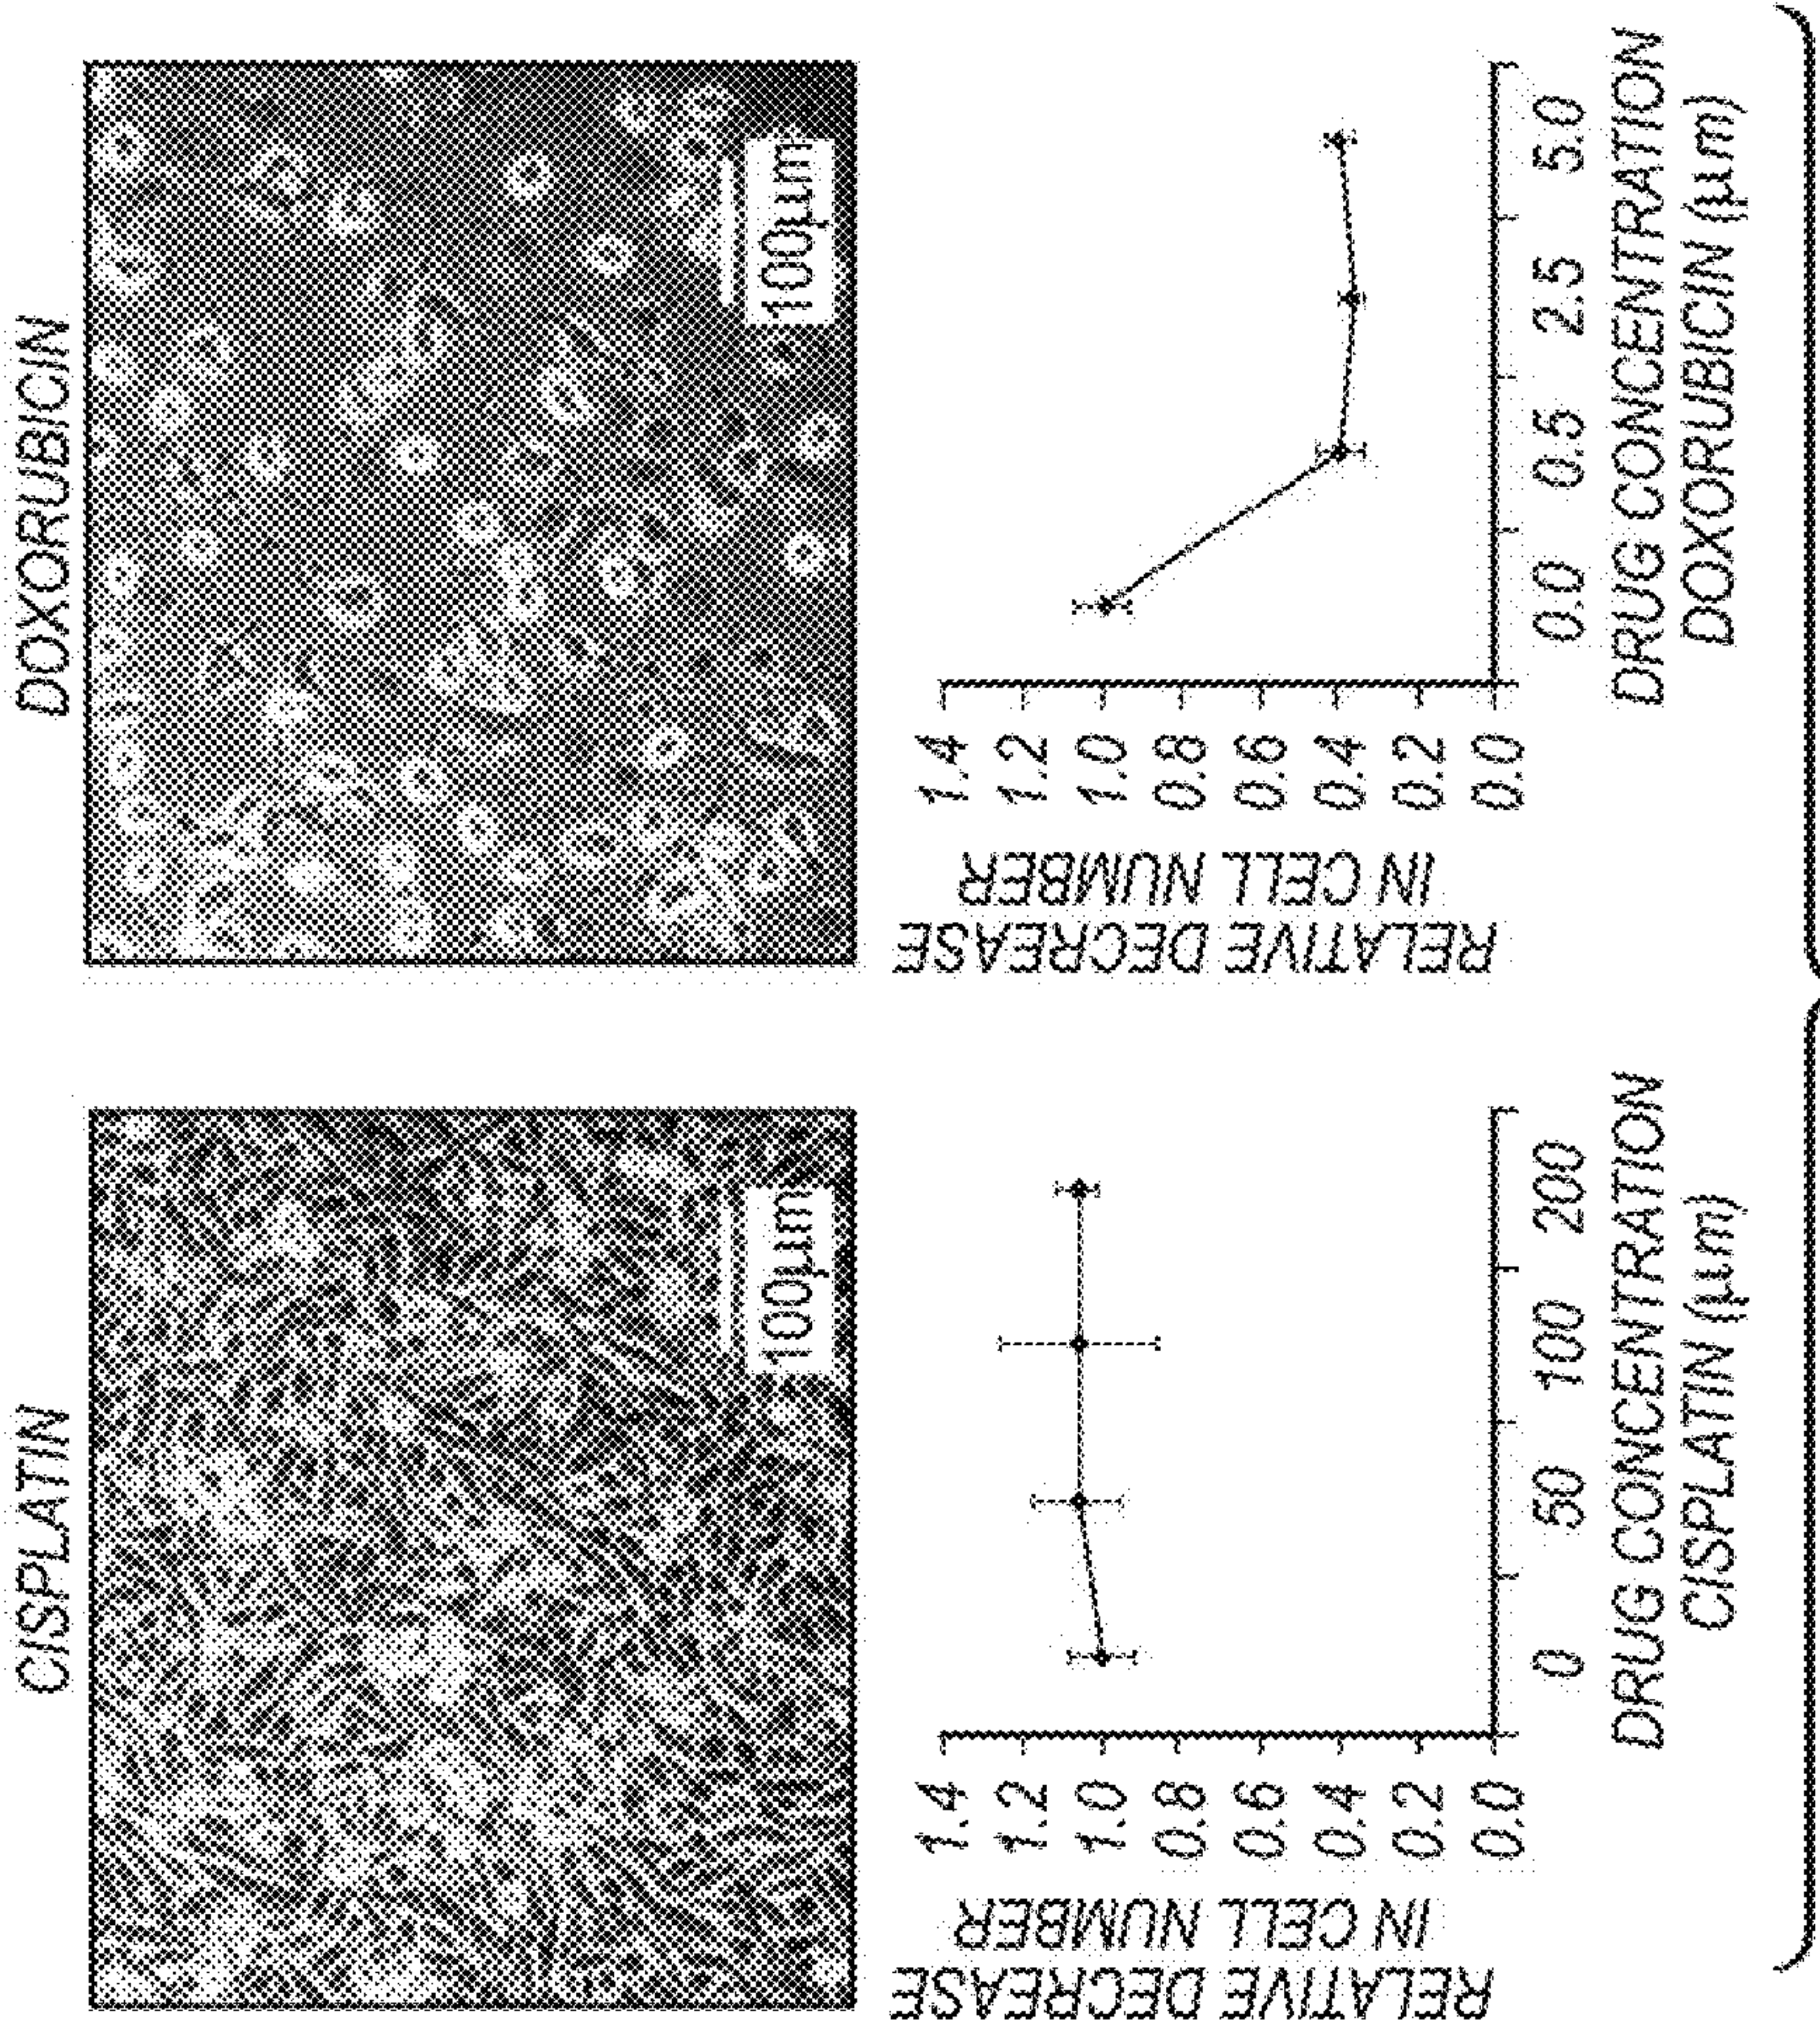 CISPLATIN
100µm
RELATIVE DECREASE
IN CELL NUMBER
1.4
1.2
1.0
0.8
0.6
0.4
0.2
0.0
0 50 100 200
DRUG CONCENTRATION
CISPLATIN (µm)
DOXORUBICIN
100µm
RELATIVE DECREASE
IN CELL NUMBER
1.4
1.2
1.0
0.8
0.6
0.4
0.2
0.0
0.0 0.5 2.5 5.0
DRUG CONCENTRATION
DOXORUBICIN (µm)